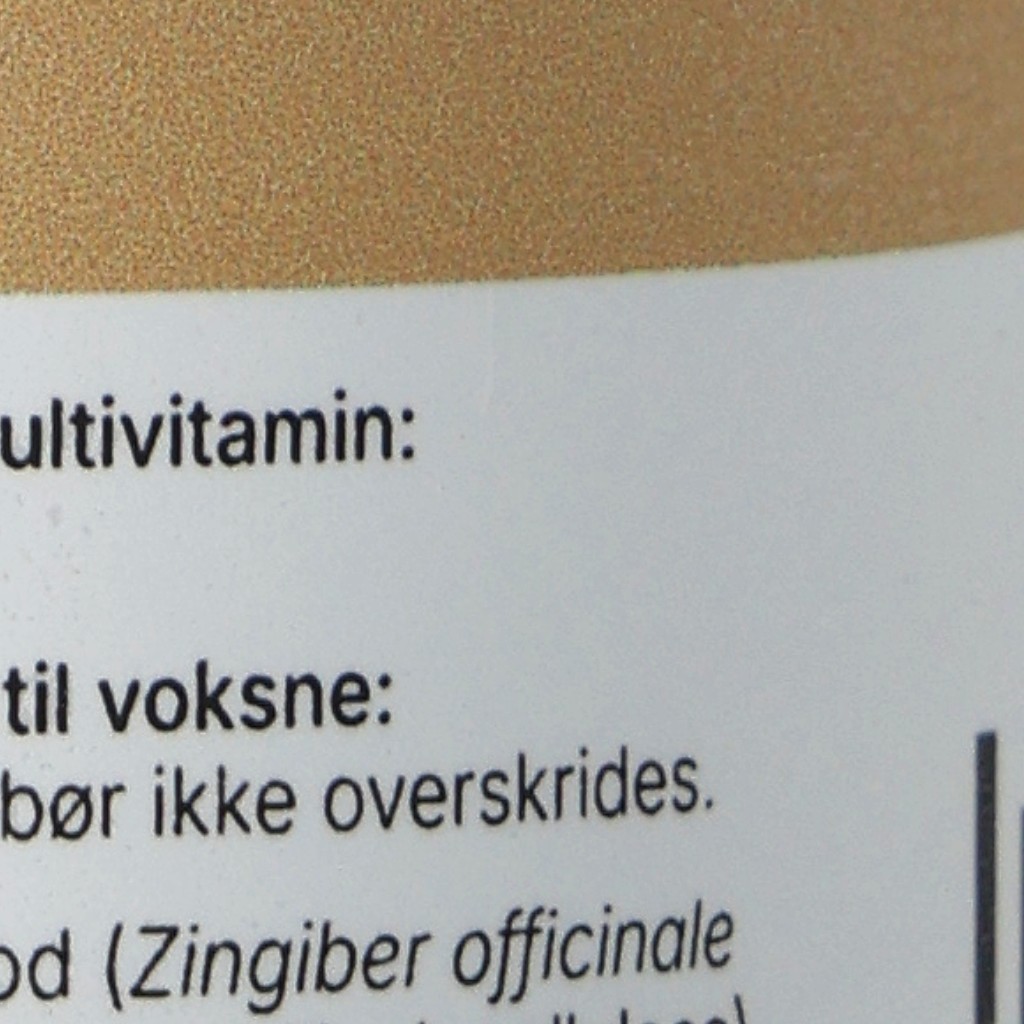 ultivitamin:
til voksne:
bør ikke overskrides.
od (Zingiber officinale